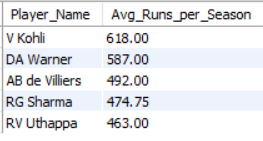 Player_Name Avg_Runs_per_Season
V Kohli 618.00
DA Warner 587.00
AB de Villiers 492.00
RG Sharma 474.75
RV Uthappa 463.00